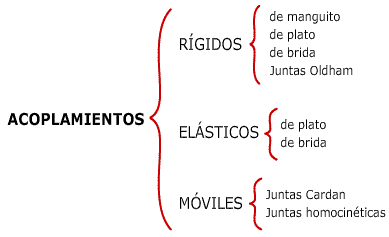 ACOPLAMIENTOS
RÍGIDOS
de manguito
de plato
de brida
Juntas Oldham
ELÁSTICOS
de plato
de brida
MÓVILES
Juntas Cardan
Juntas homocinéticas